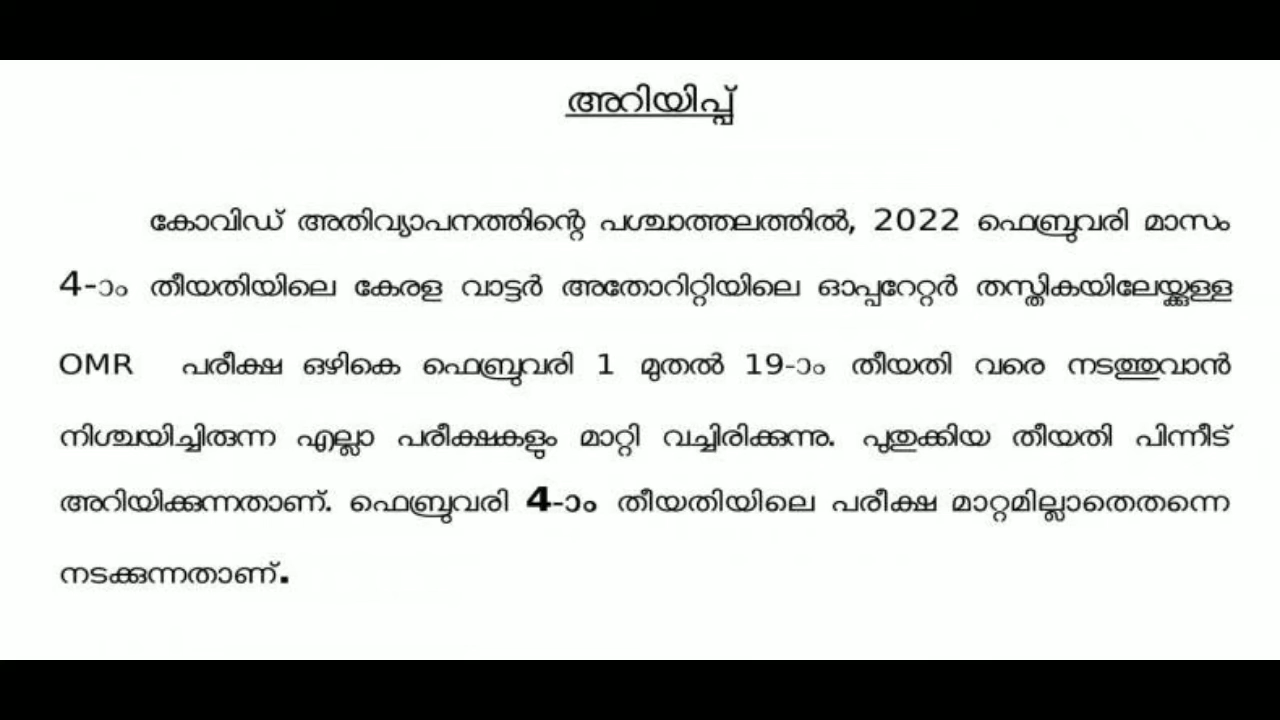 അറിയിപ്പ്
കോവിഡ് അതിവ്യാപനത്തിന്റെ പശ്ചാത്തലത്തിൽ, 2022 ഫെബ്രുവരി മാസം
4-ാം തീയതിയിലെ കേരള വാട്ടർ അതോറിറ്റിയിലെ ഓപ്പറേറ്റർ തസ്തികയിലേയ്ക്കുള്ള
OMR പരീക്ഷ ഒഴികെ ഫെബ്രുവരി 1 മുതൽ 19-ാം തീയതി വരെ നടത്തുവാൻ
നിശ്ചയിച്ചിരുന്ന എല്ലാ പരീക്ഷകളും മാറ്റി വച്ചിരിക്കുന്നു. പുതുക്കിയ തീയതി പിന്നീട്
അറിയിക്കുന്നതാണ്. ഫെബ്രുവരി 4-ാം തീയതിയിലെ പരീക്ഷ മാറ്റമില്ലാതെതന്നെ
നടക്കുന്നതാണ്.